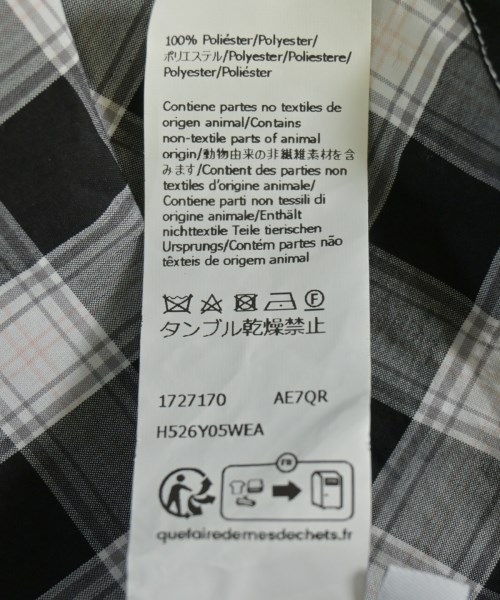 100% Poliéster/Polyester/
ポリエステル/Polyester/Poliestere/
Polyester/Poliéster
Contiene partes no textiles de
origen animal/Contains
non-textile parts of animal
origin/動物由来の非繊維素材を含
みます/Contient des parties non
textiles d'origine animale/
Contiene parti non tessili di
origine animale/Enthält
nichttextile Teile tierischen
Ursprungs/Contém partes não
têxteis de origem animal
F
タンブル乾燥禁止
1727170 AE7QR
H526Y05WEA
FR
quefairedemesdechets.fr